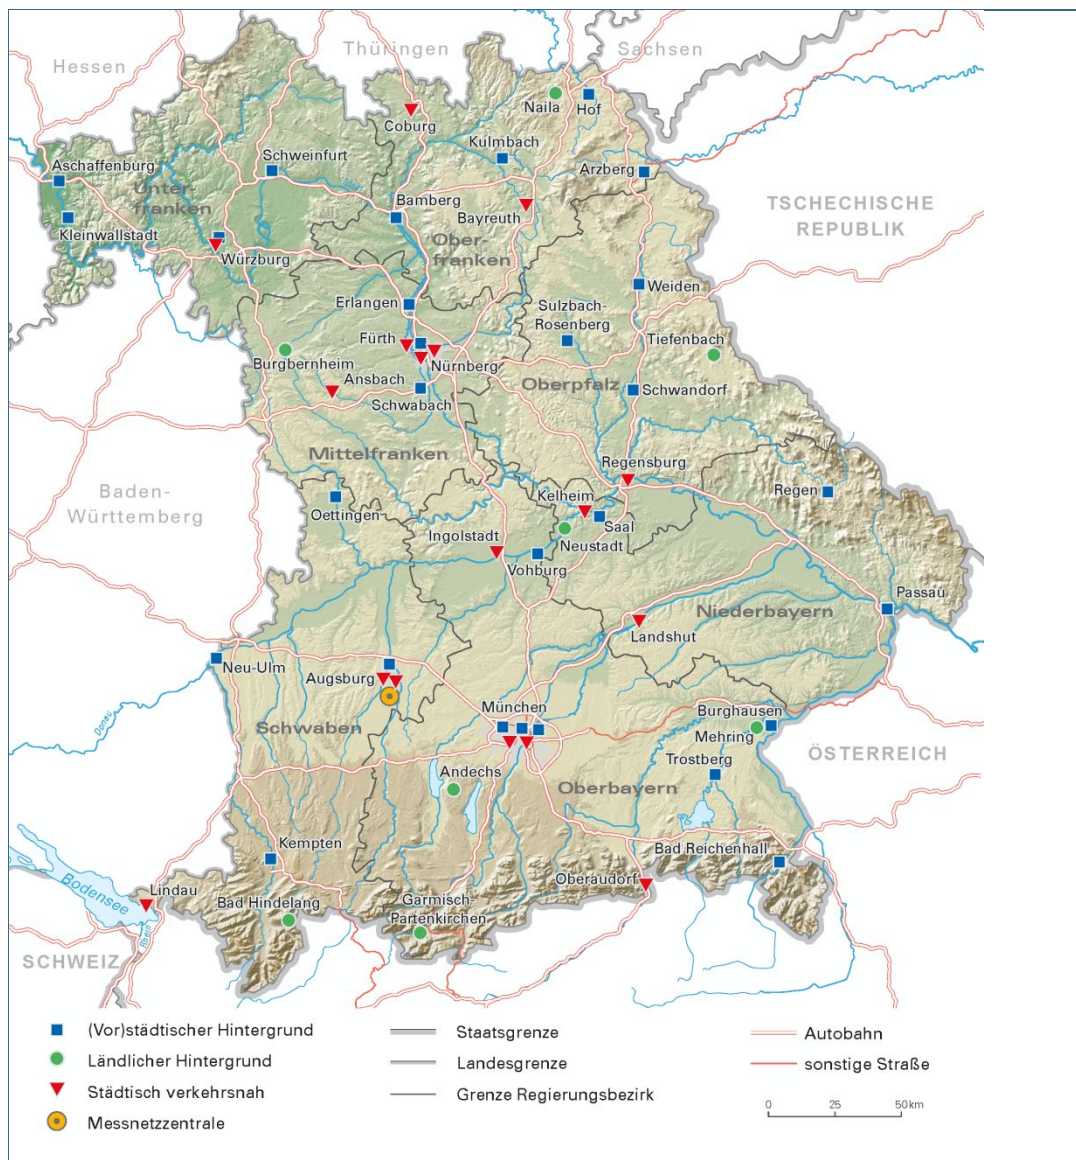 Hessen
Thüringen
Sachsen
Naila
Hof
Coburg
Kulmbach
Aschaffenburg
Schweinfurt
Arzberg
Unter-
franken
Bamberg
Bayreuth
TSCHECHISCHE
REPUBLIK
Kleinwallstadt
Ober-
franken
Würzburg
Weiden
Erlangen
Sulzbach-
Rosenberg
Fürth
Tiefenbach
Burgbernheim
Nürnberg
Ansbach
Oberpfalz
Schwandorf
Schwabach
Mittelfranken
Regensburg
Baden-
Württemberg
Regen
Kelheim
Oettingen
Saal
Ingolstadt
Neustadt
Vohburg
Passau
Niederbayern
Landshut
Neu-Ulm
Augsburg
Donau
München
Burghausen
Schwaben
Mehring
ÖSTERREICH
Trostberg
Andechs
Oberbayern
Kempten
Bad Reichenhall
Bodensee
Lindau
Oberaudorf
Bad Hindelang
Garmisch-
Partenkirchen
Rhein
SCHWEIZ
(Vor)städtischer Hintergrund
Ländlicher Hintergrund
Städtisch verkehrsnah
Messnetzzentrale
Staatsgrenze
Landesgrenze
Grenze Regierungsbezirk
Autobahn
sonstige Straße
0 25 50 km